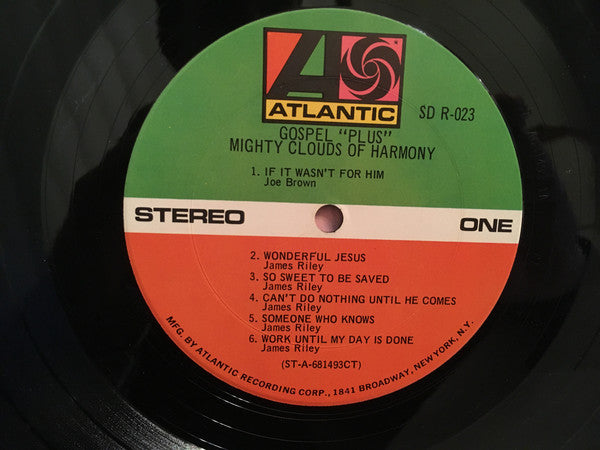 ATLANTIC
SD R-023
GOSPEL "PLUS"
MIGHTY CLOUDS OF HARMONY
1. IF IT WASN'T FOR HIM
Joe Brown
STEREO
ONE
2. WONDERFUL JESUS
James Riley
3. SO SWEET TO BE SAVED
James Riley
4. CAN'T DO NOTHING UNTIL HE COMES
James Riley
5. SOMEONE WHO KNOWS
James Riley
6. WORK UNTIL MY DAY IS DONE
James Riley
(ST-A-681493CT)
MFG. BY ATLANTIC RECORDING CORP., 1841 BROADWAY, NEW YORK, N.Y.